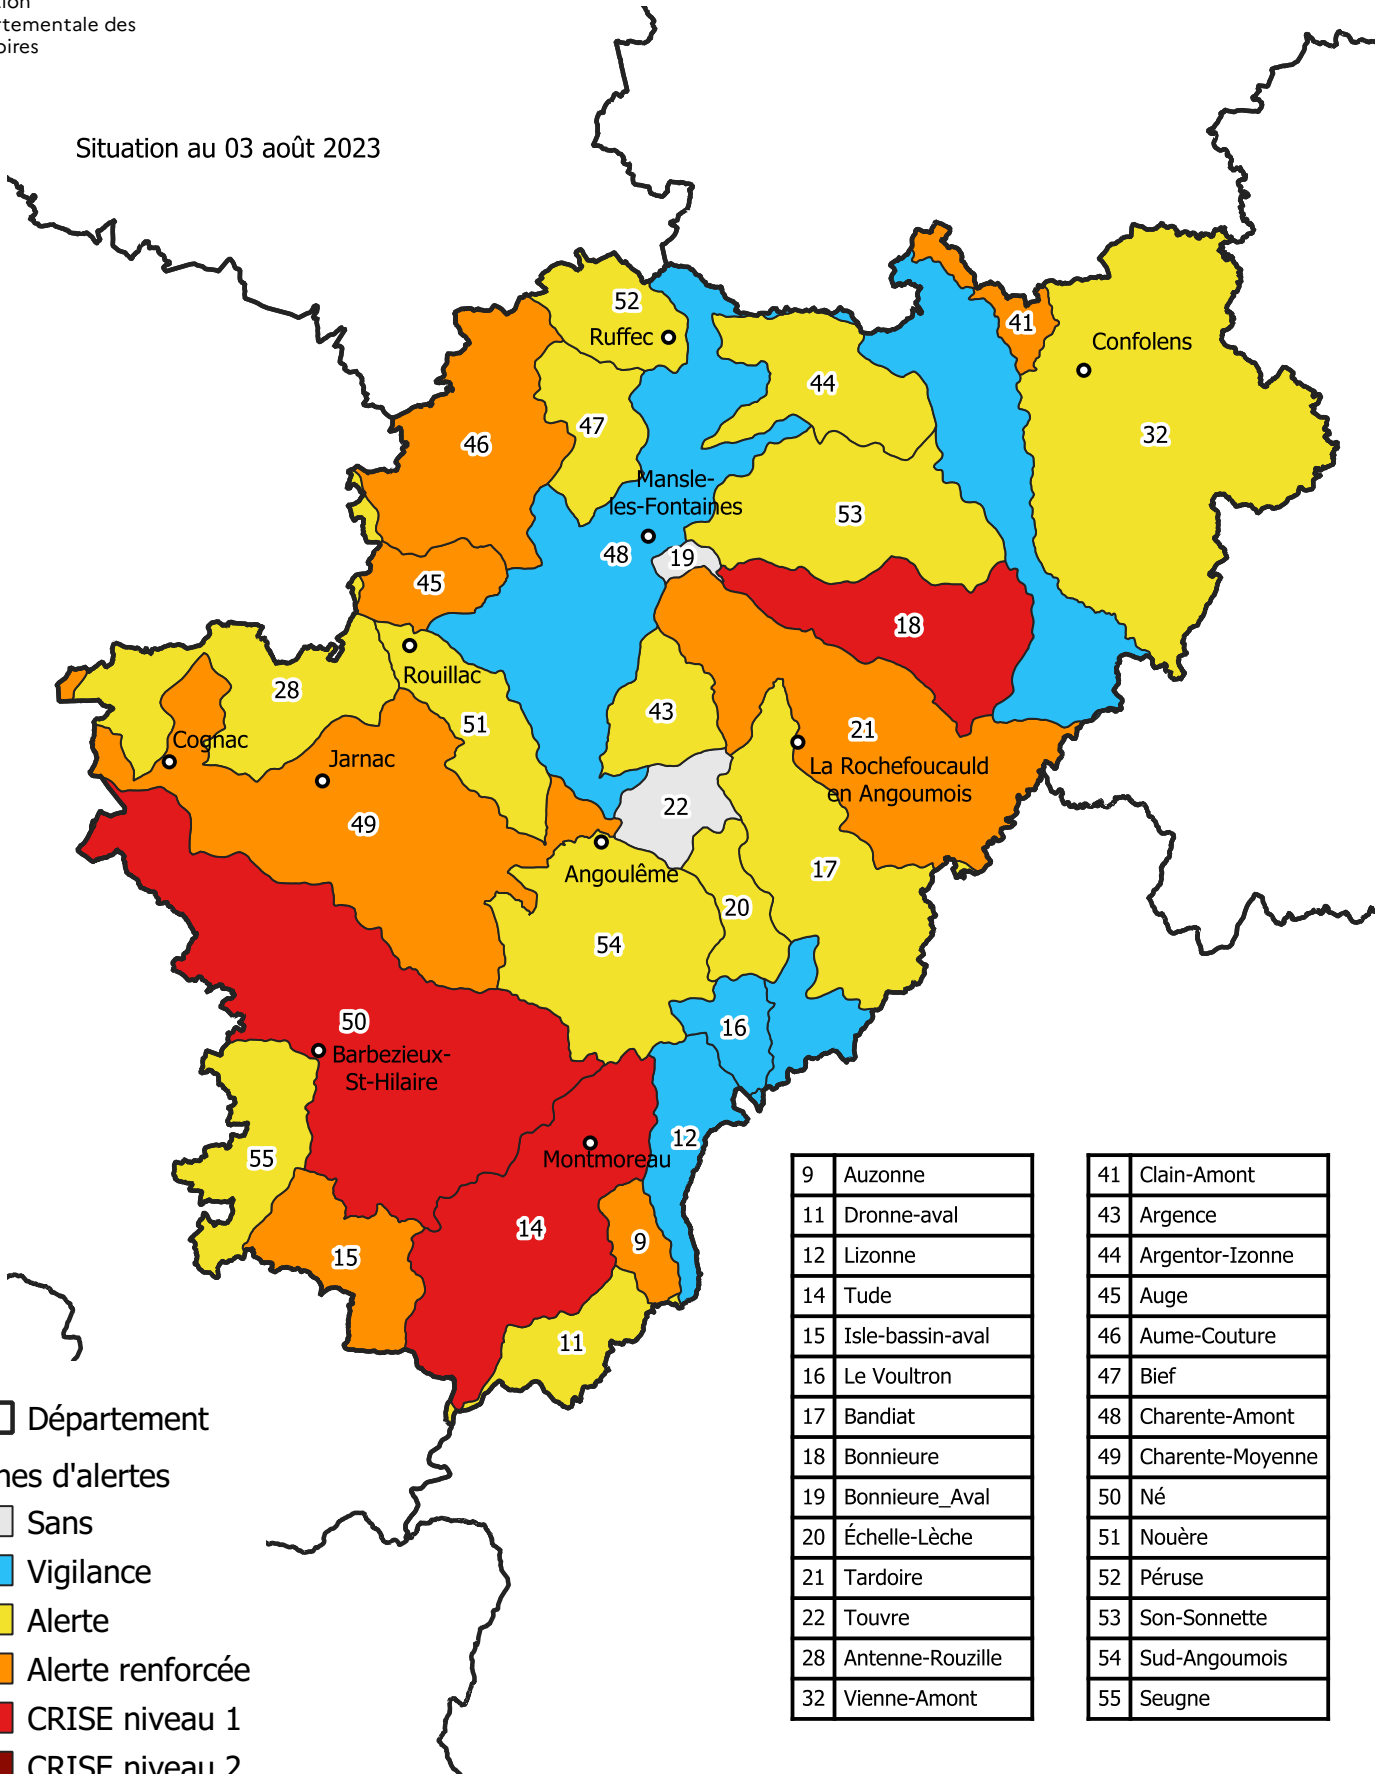 tion
rtementale des
oires
Situation au 03 août 2023
52
Ruffec
41
Confolens
44
47
46
32
Mansle-
les-Fontaines
53
48
19
45
18
Rouillac
28
43
51
21
Cognac
Jarnac
La Rochefoucauld
en Angoumois
22
49
Angoulême
17
20
54
50
16
Barbezieux-
St-Hilaire
12
55
Montmoreau
14
9
15
11
9 Auzonne
11 Dronne-aval
12 Lizonne
14 Tude
15 Isle-bassin-aval
16 Le Voultron
17 Bandiat
18 Bonnieure
19 Bonnieure_Aval
20 Échelle-Lèche
21 Tardoire
22 Touvre
28 Antenne-Rouzille
32 Vienne-Amont
41 Clain-Amont
43 Argence
44 Argentor-Izonne
45 Auge
46 Aume-Couture
47 Bief
48 Charente-Amont
49 Charente-Moyenne
50 Né
51 Nouère
52 Péruse
53 Son-Sonnette
54 Sud-Angoumois
55 Seugne
Département
nes d'alertes
Sans
Vigilance
Alerte
Alerte renforcée
CRISE niveau 1
CRISE niveau 2